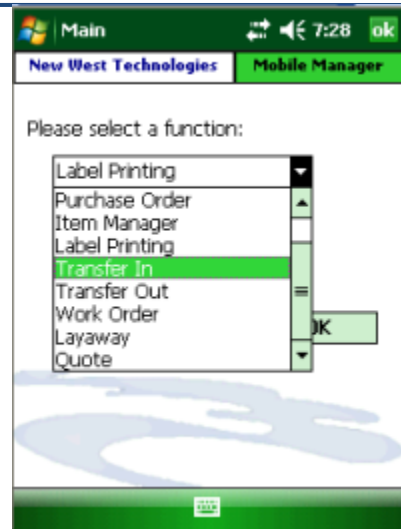 Main 7:28 ok
New West Technologies Mobile Manager
Please select a function:
Label Printing
Purchase Order
Item Manager
Label Printing
Transfer In
Transfer Out
Work Order
Layaway
Quote